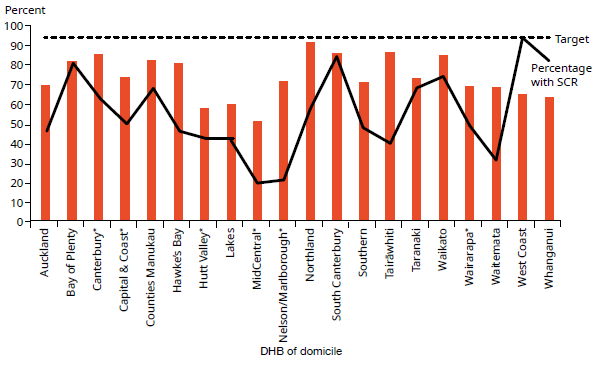 Percent
100
90
80
70
60
50
40
30
20
10
0
Target
Percentage
with SCR
Auckland
Bay of Plenty
Canterbury*
Capital & Coast*
Counties Manukau
Hawke's Bay
Hutt Valley*
Lakes
MidCentral*
Nelson/Marlborough*
Northland
South Canterbury
Southern
Tairāwhiti
Taranaki
Waikato
Wairarapa*
Waitemata
West Coast
Whanganui
DHB of domicile